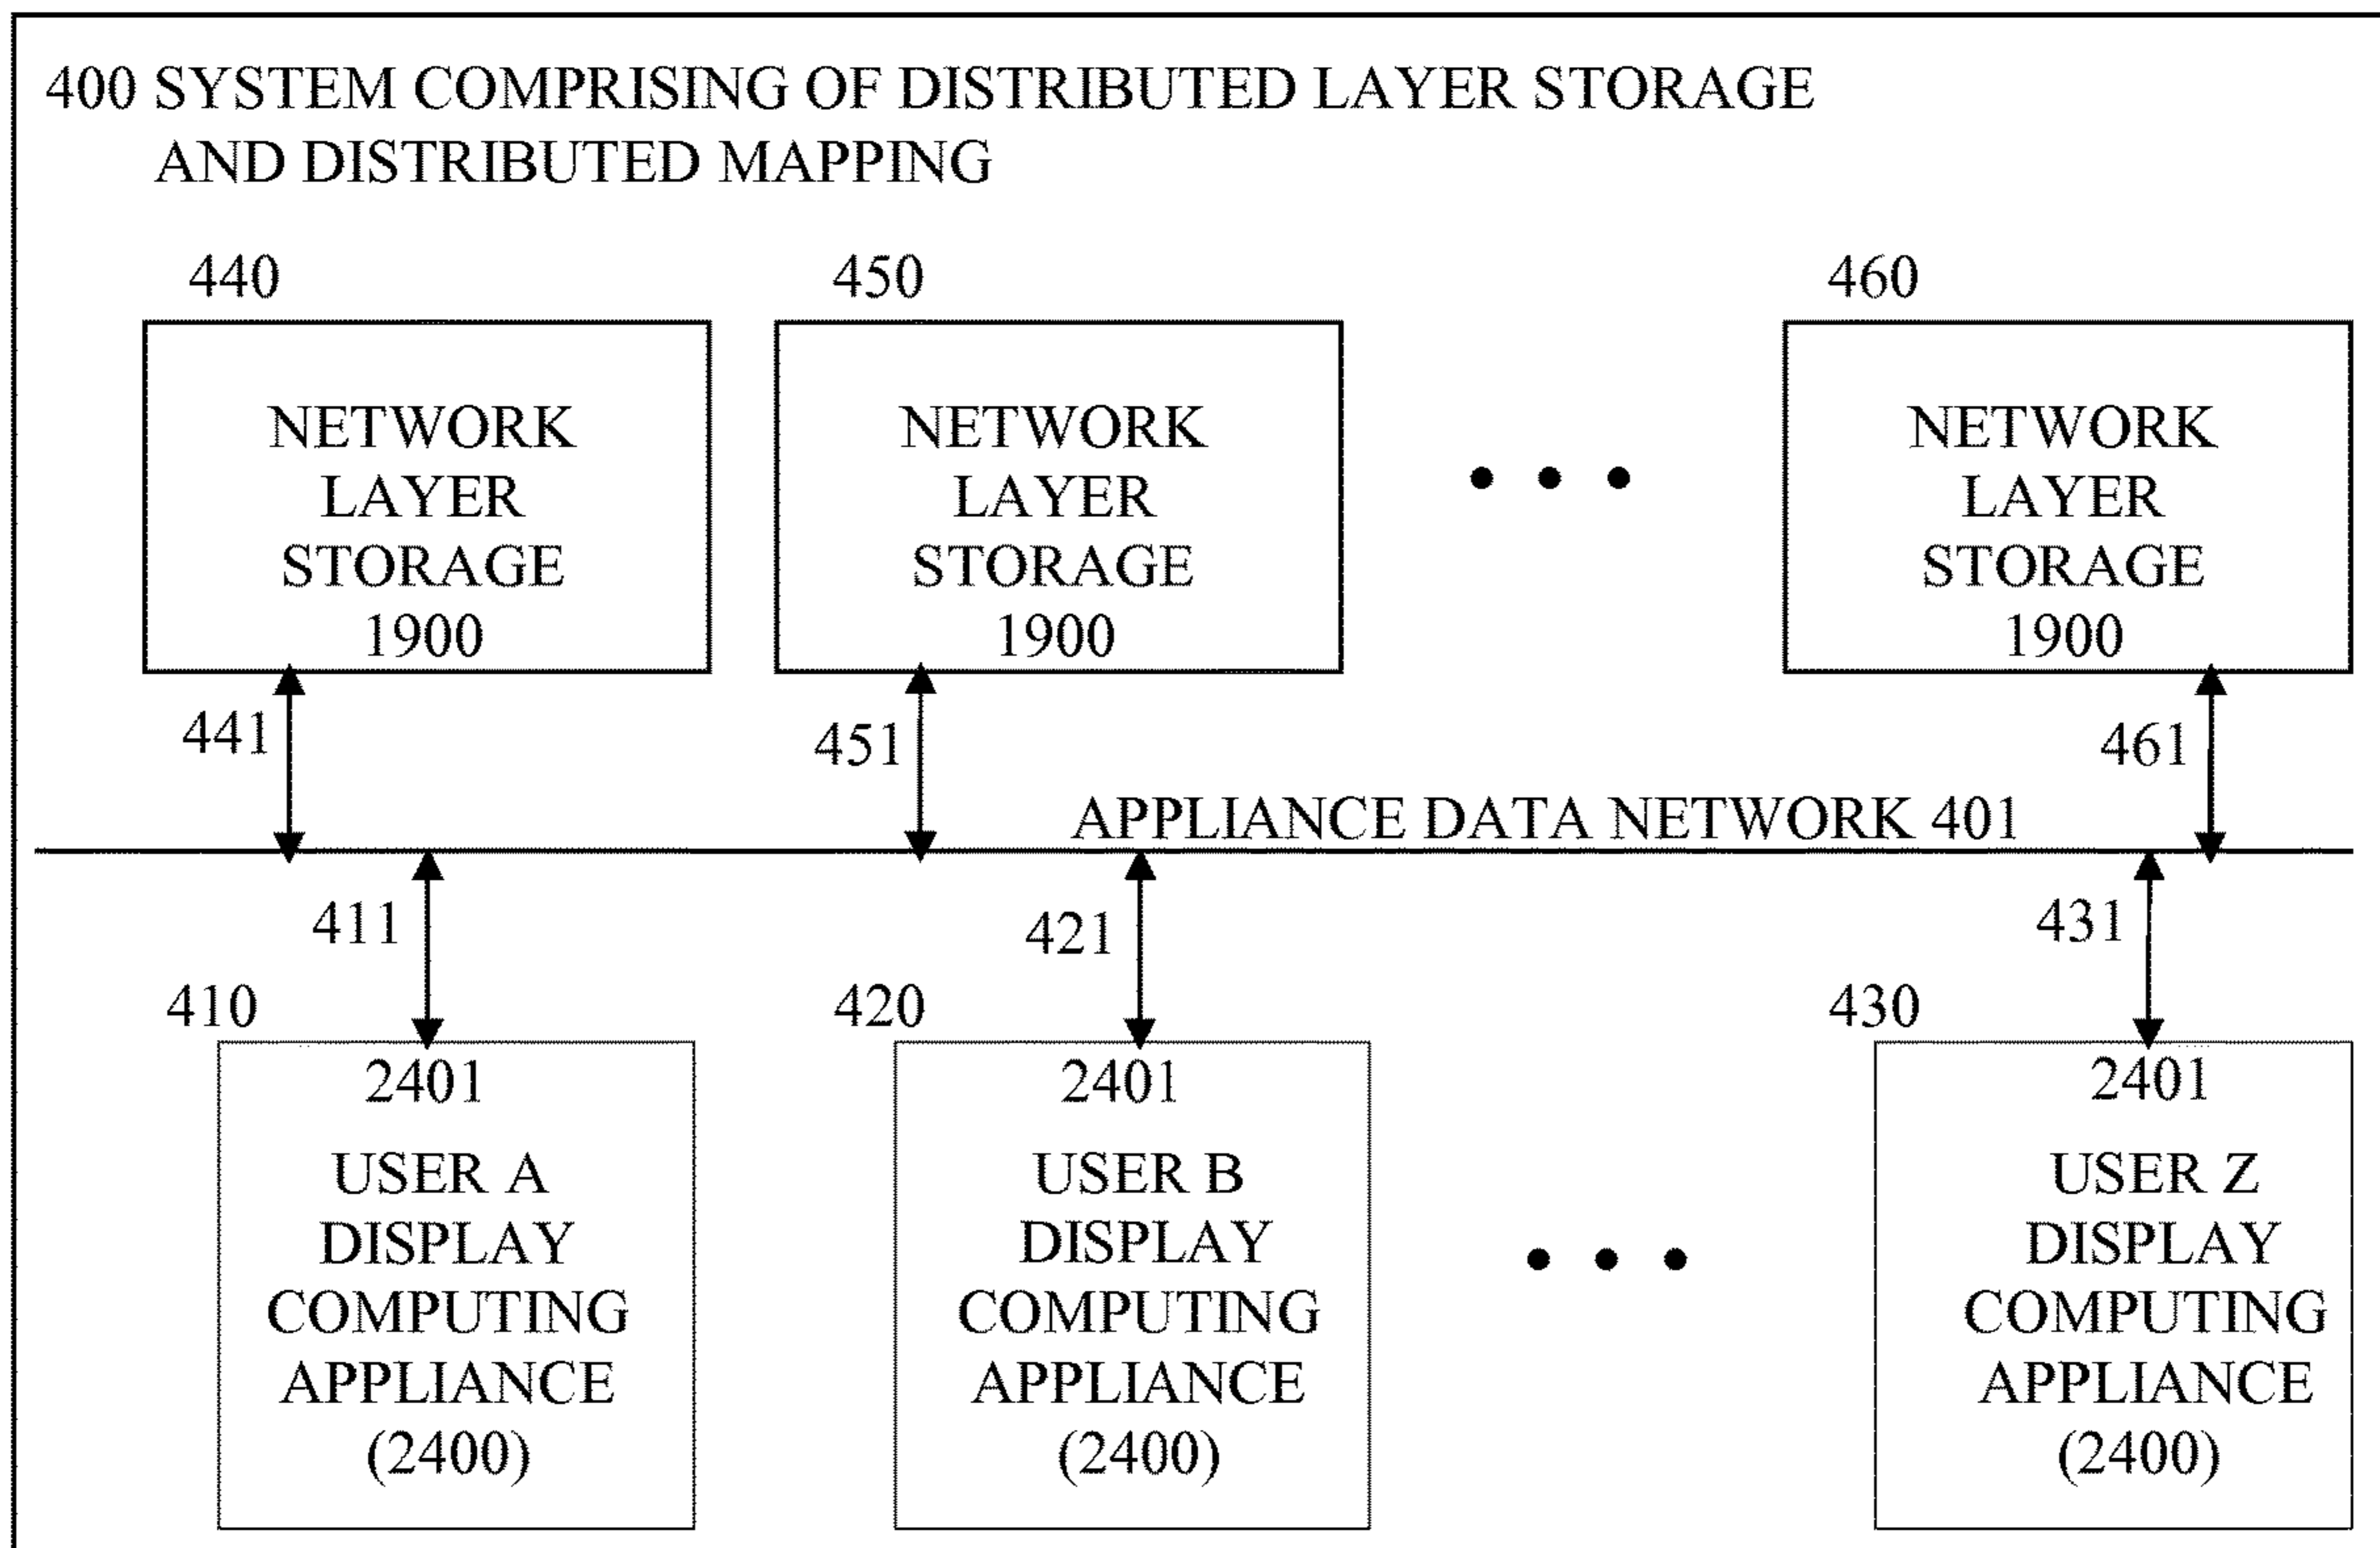 400 SYSTEM COMPRISING OF DISTRIBUTED LAYER STORAGE
AND DISTRIBUTED MAPPING
440
450
460
NETWORK
LAYER
STORAGE
1900
NETWORK
LAYER
STORAGE
1900
NETWORK
LAYER
STORAGE
1900
441
451
461
APPLIANCE DATA NETWORK 401
411
421
431
410
420
430
2401
USER A
DISPLAY
COMPUTING
APPLIANCE
(2400)
2401
USER B
DISPLAY
COMPUTING
APPLIANCE
(2400)
2401
USER Z
DISPLAY
COMPUTING
APPLIANCE
(2400)